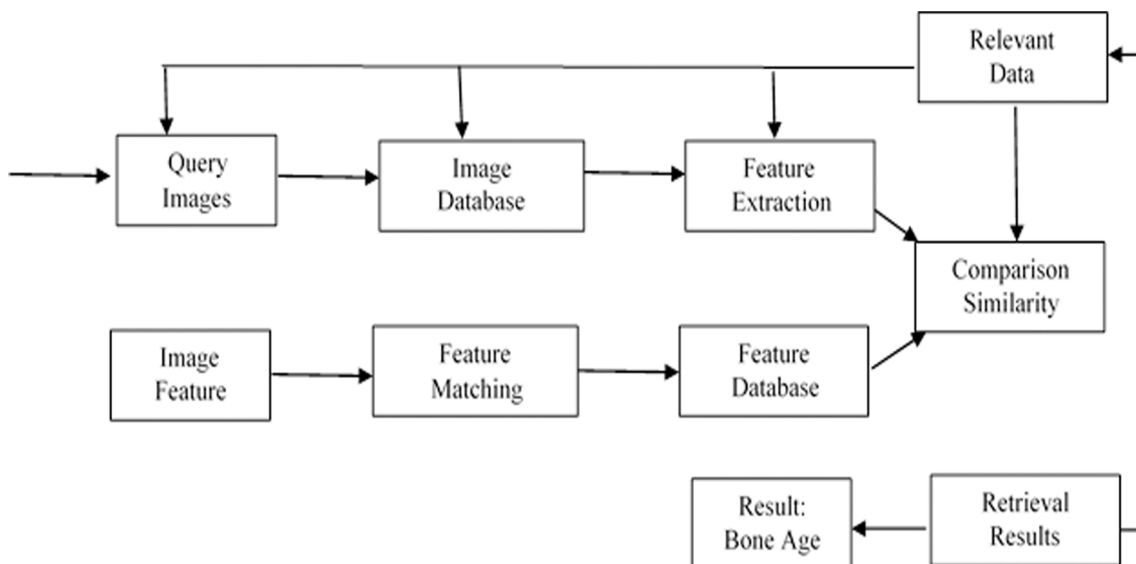 Relevant
Data
Query
Images
Image
Database
Feature
Extraction
Comparison
Similarity
Image
Feature
Feature
Matching
Feature
Database
Result:
Bone Age
Retrieval
Results